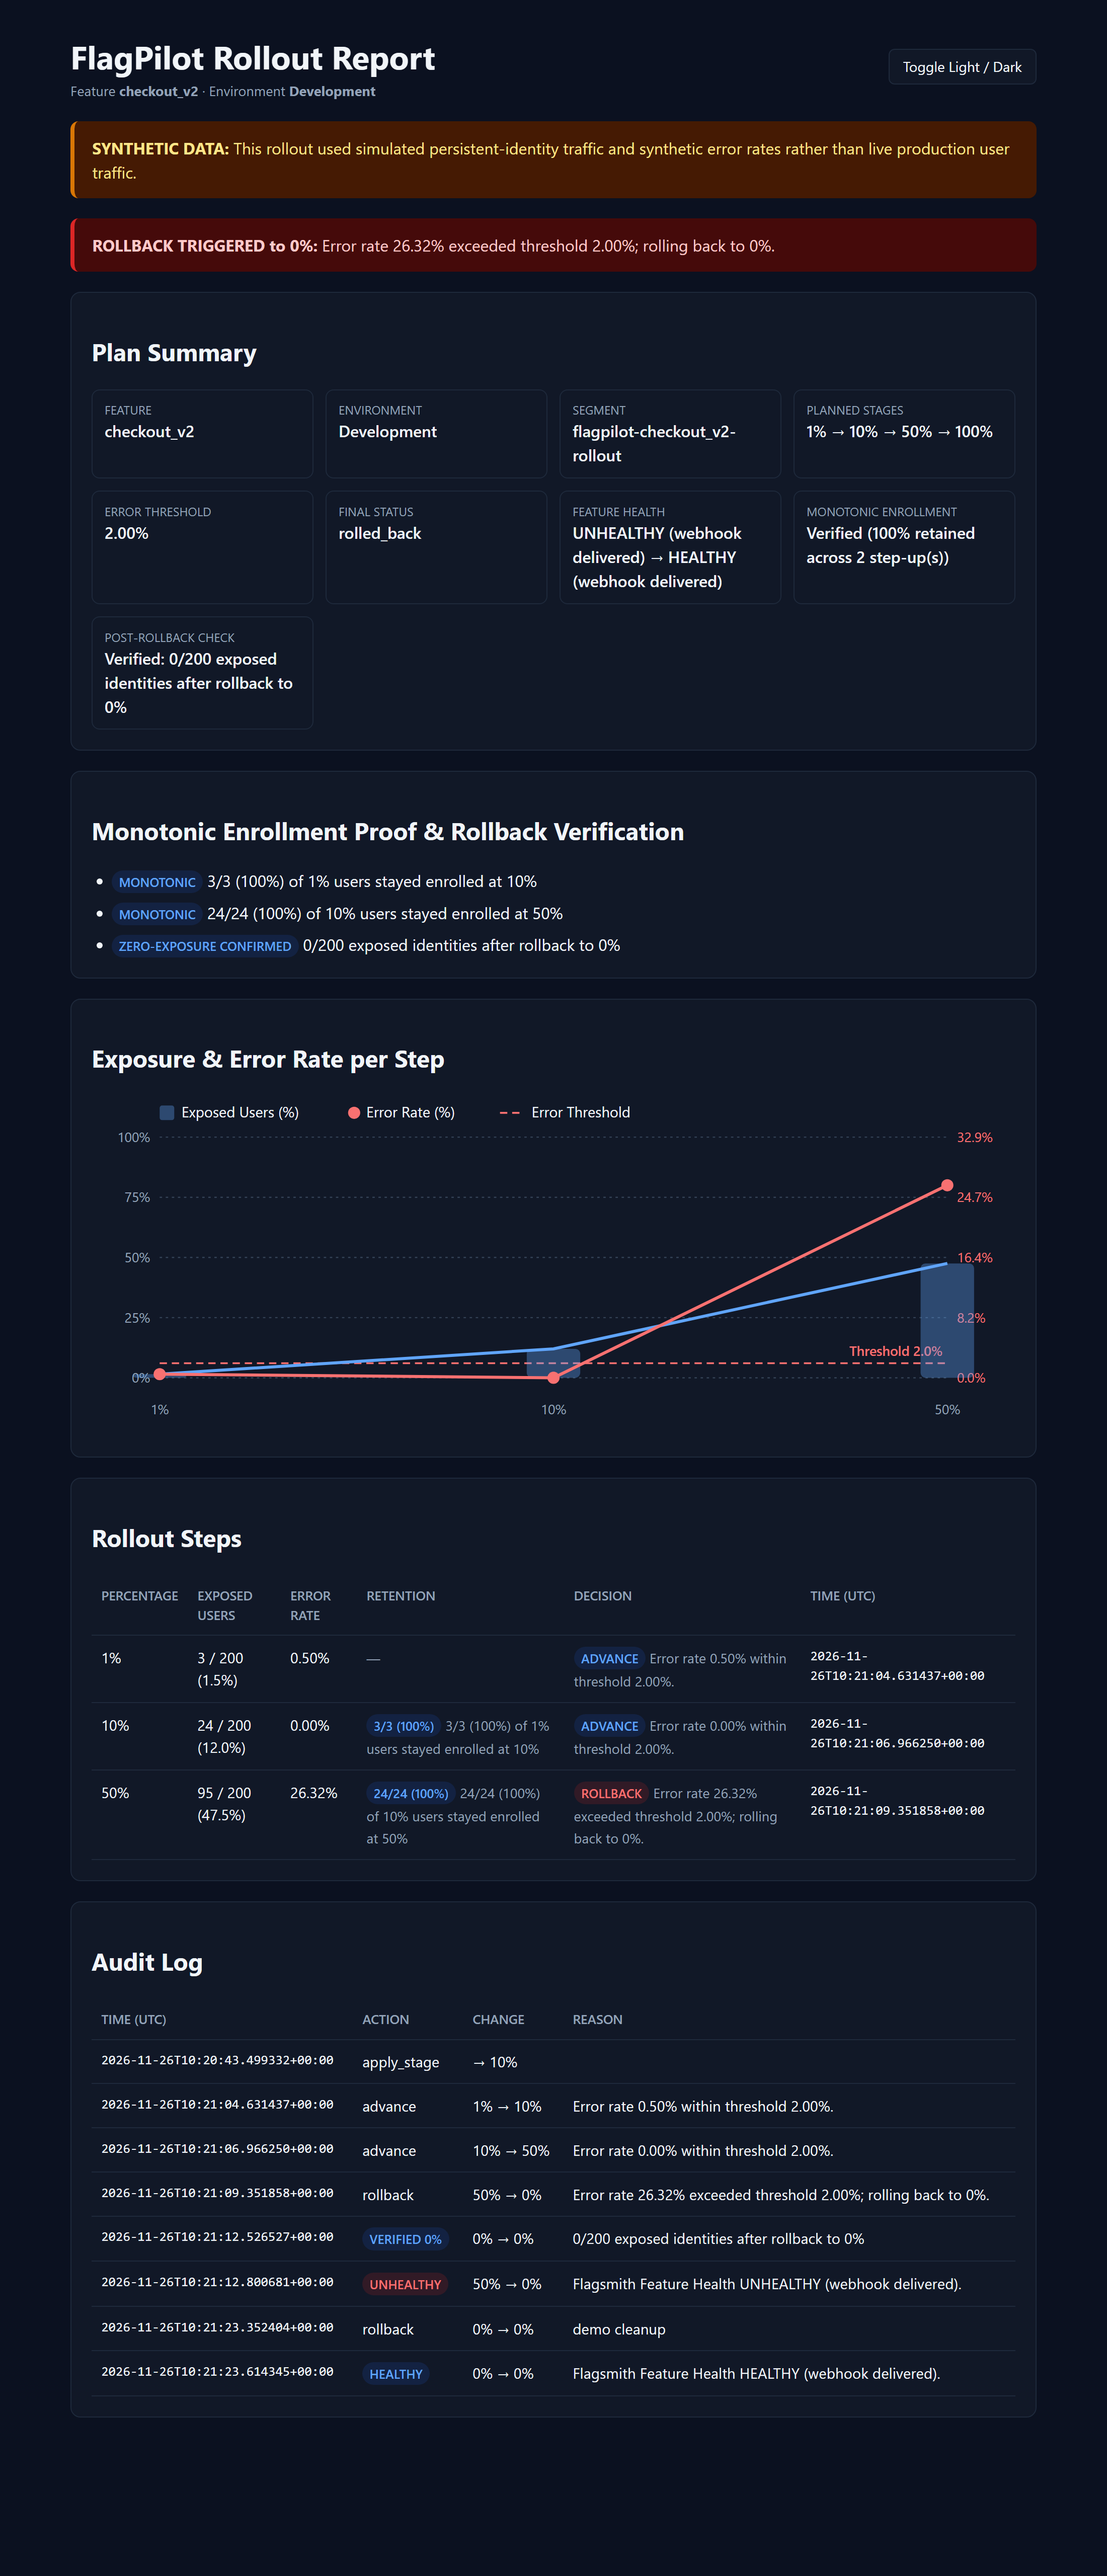 FlagPilot Rollout Report
Toggle Light / Dark
Feature checkout_v2 · Environment Development
SYNTHETIC DATA: This rollout used simulated persistent-identity traffic and synthetic error rates rather than live production user
traffic.
ROLLBACK TRIGGERED to 0%: Error rate 26.32% exceeded threshold 2.00%; rolling back to 0%.
Plan Summary
FEATURE
checkout_v2
ENVIRONMENT
Development
SEGMENT
flagpilot-checkout_v2-
rollout
PLANNED STAGES
1% → 10% → 50% → 100%
ERROR THRESHOLD
2.00%
FINAL STATUS
rolled_back
FEATURE HEALTH
UNHEALTHY (webhook
delivered) → HEALTHY
(webhook delivered)
MONOTONIC ENROLLMENT
Verified (100% retained
across 2 step-up(s))
POST-ROLLBACK CHECK
Verified: 0/200 exposed
identities after rollback to
0%
Monotonic Enrollment Proof & Rollback Verification
• MONOTONIC 3/3 (100%) of 1% users stayed enrolled at 10%
• MONOTONIC 24/24 (100%) of 10% users stayed enrolled at 50%
• ZERO-EXPOSURE CONFIRMED 0/200 exposed identities after rollback to 0%
Exposure & Error Rate per Step
Exposed Users (%) Error Rate (%) Error Threshold
100% 32.9%
75% 24.7%
50% 16.4%
25% 8.2%
Threshold 2.0%
0% 0.0%
1% 10% 50%
Rollout Steps
PERCENTAGE EXPOSED ERROR RETENTION DECISION TIME (UTC)
USERS RATE
1% 3 / 200 0.50% — ADVANCE Error rate 0.50% within 2026-11-
(1.5%) threshold 2.00%. 26T10:21:04.631437+00:00
10% 24 / 200 0.00% 3/3 (100%) 3/3 (100%) of 1% ADVANCE Error rate 0.00% within 2026-11-
(12.0%) users stayed enrolled at 10% threshold 2.00%. 26T10:21:06.966250+00:00
50% 95 / 200 26.32% 24/24 (100%) 24/24 (100%) ROLLBACK Error rate 26.32% 2026-11-
(47.5%) of 10% users stayed enrolled exceeded threshold 2.00%; rolling 26T10:21:09.351858+00:00
at 50% back to 0%.
Audit Log
TIME (UTC) ACTION CHANGE REASON
2026-11-26T10:20:43.499332+00:00 apply_stage → 10%
2026-11-26T10:21:04.631437+00:00 advance 1% → 10% Error rate 0.50% within threshold 2.00%.
2026-11-26T10:21:06.966250+00:00 advance 10% → 50% Error rate 0.00% within threshold 2.00%.
2026-11-26T10:21:09.351858+00:00 rollback 50% → 0% Error rate 26.32% exceeded threshold 2.00%; rolling back to 0%.
2026-11-26T10:21:12.526527+00:00 VERIFIED 0% 0% → 0% 0/200 exposed identities after rollback to 0%
2026-11-26T10:21:12.800681+00:00 UNHEALTHY 50% → 0% Flagsmith Feature Health UNHEALTHY (webhook delivered).
2026-11-26T10:21:23.352404+00:00 rollback 0% → 0% demo cleanup
2026-11-26T10:21:23.614345+00:00 HEALTHY 0% → 0% Flagsmith Feature Health HEALTHY (webhook delivered).